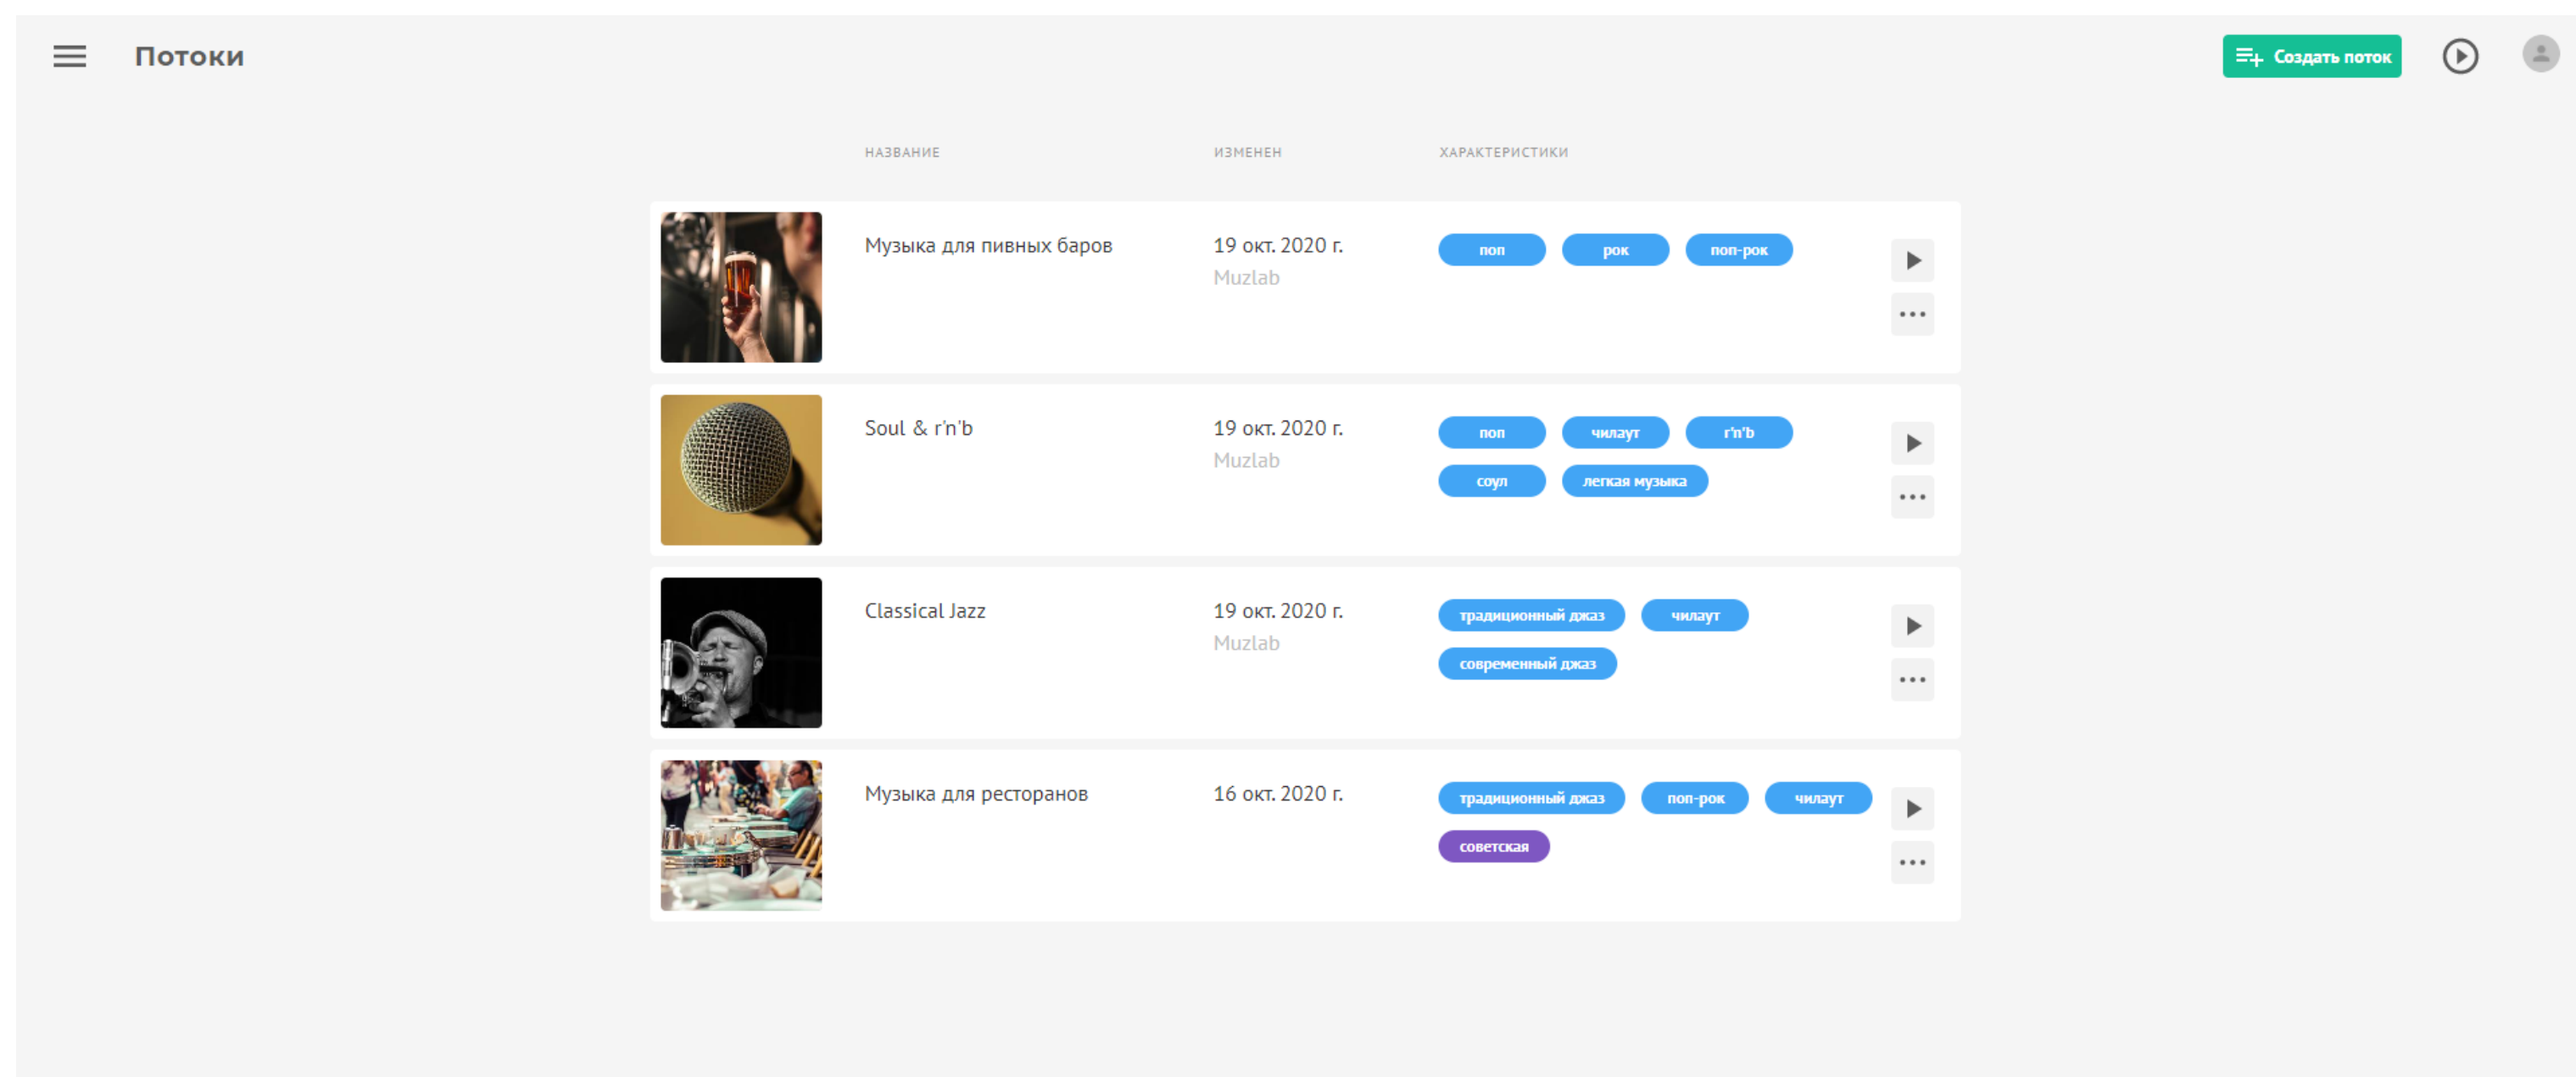 Потоки
Создать поток
НАЗВАНИЕ
ИЗМЕНЕН
ХАРАКТЕРИСТИКИ
Музыка для пивных баров
19 окт. 2020 г.
Muzlab
поп
рок
поп-рок
Soul & r'n'b
19 окт. 2020 г.
Muzlab
поп
чилаут
r'n'b
соул
легкая музыка
Classical Jazz
19 окт. 2020 г.
Muzlab
традиционный джаз
чилаут
современный джаз
Музыка для ресторанов
16 окт. 2020 г.
традиционный джаз
поп-рок
чилаут
советская